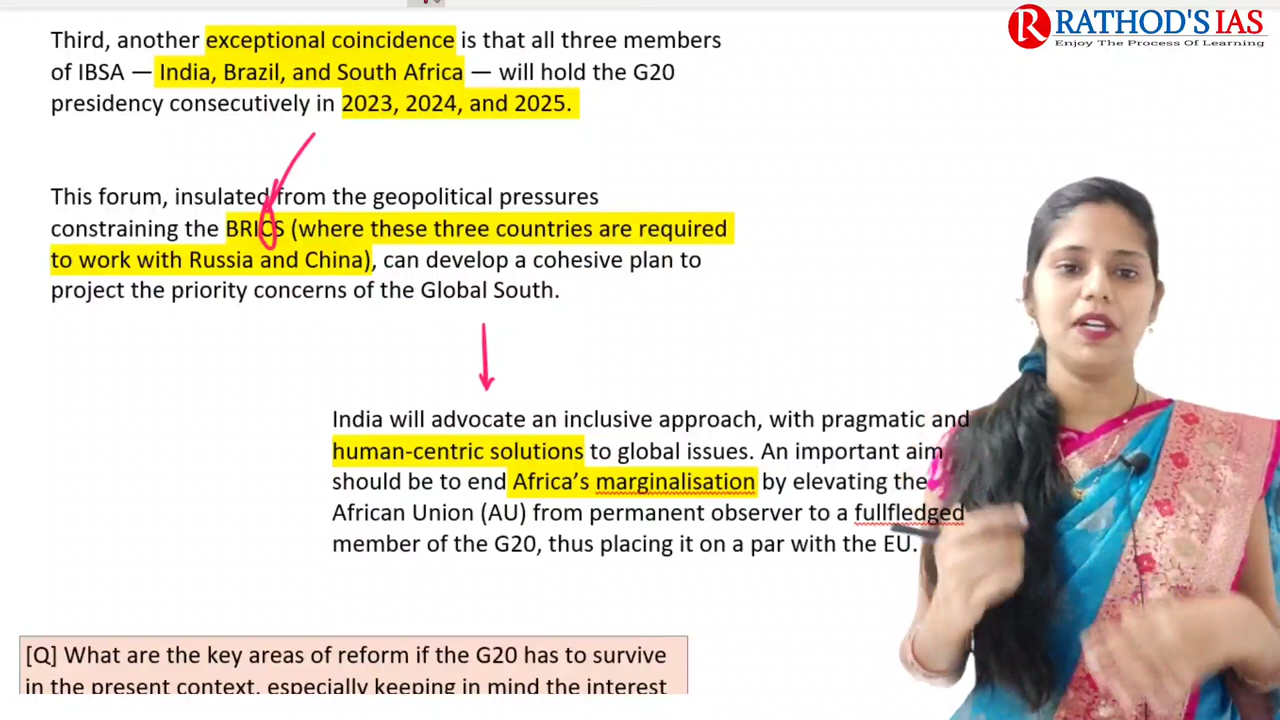 RATHOD'S IAS
Enjoy The Process Of Learning
Third, another exceptional coincidence is that all three members
of IBSA — India, Brazil, and South Africa — will hold the G20
presidency consecutively in 2023, 2024, and 2025.
This forum, insulated from the geopolitical pressures
constraining the BRICS (where these three countries are required
to work with Russia and China), can develop a cohesive plan to
project the priority concerns of the Global South.
India will advocate an inclusive approach, with pragmatic and
human-centric solutions to global issues. An important aim
should be to end Africa’s marginalisation by elevating the
African Union (AU) from permanent observer to a fullfledged
member of the G20, thus placing it on a par with the EU.
[Q] What are the key areas of reform if the G20 has to survive
in the present context, especially keeping in mind the interest